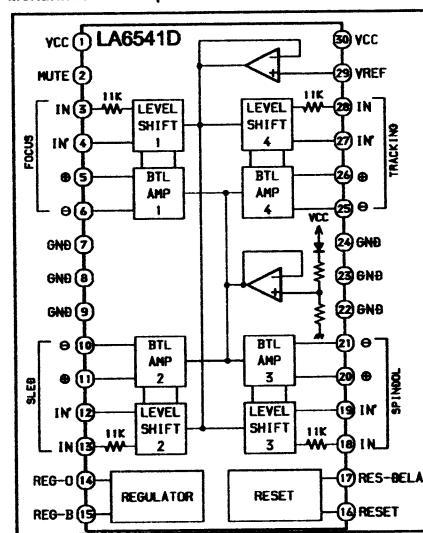 VCC 1 LA6541D 30 VCC
MUTE 2 29 VREF
FOCUS
IN 3 11K LEVEL SHIFT 1
IN' 4
⊕ 5 BTL AMP 1
⊖ 6
TRACKING
LEVEL SHIFT 4 11K 28 IN
27 IN'
BTL AMP 4 26 ⊕
25 ⊖
GND 7 VCC 24 GND
GND 8 23 GND
GND 9 22 GND
SLED
⊖ 10 BTL AMP 2
⊕ 11
IN' 12 LEVEL SHIFT 2
IN 13 11K
SPINDOL
BTL AMP 3 21 ⊖
20 ⊕
LEVEL SHIFT 3 19 IN'
11K 18 IN
REG-O 14 REGULATOR RESET 17 RES-DELA
REG-B 15 16 RESET